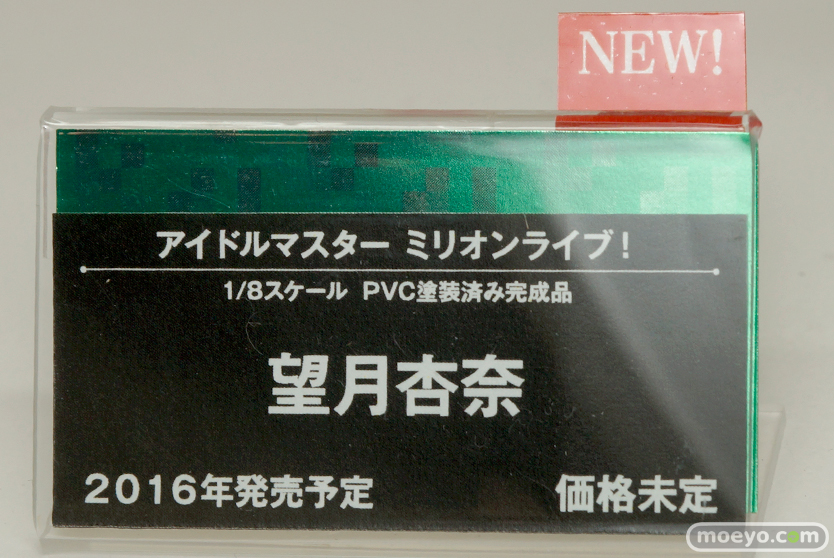 NEW!
アイドルマスター ミリオンライブ！
1/8スケール PVC塗装済み完成品
望月杏奈
2016年発売予定 価格未定
moeyo.com